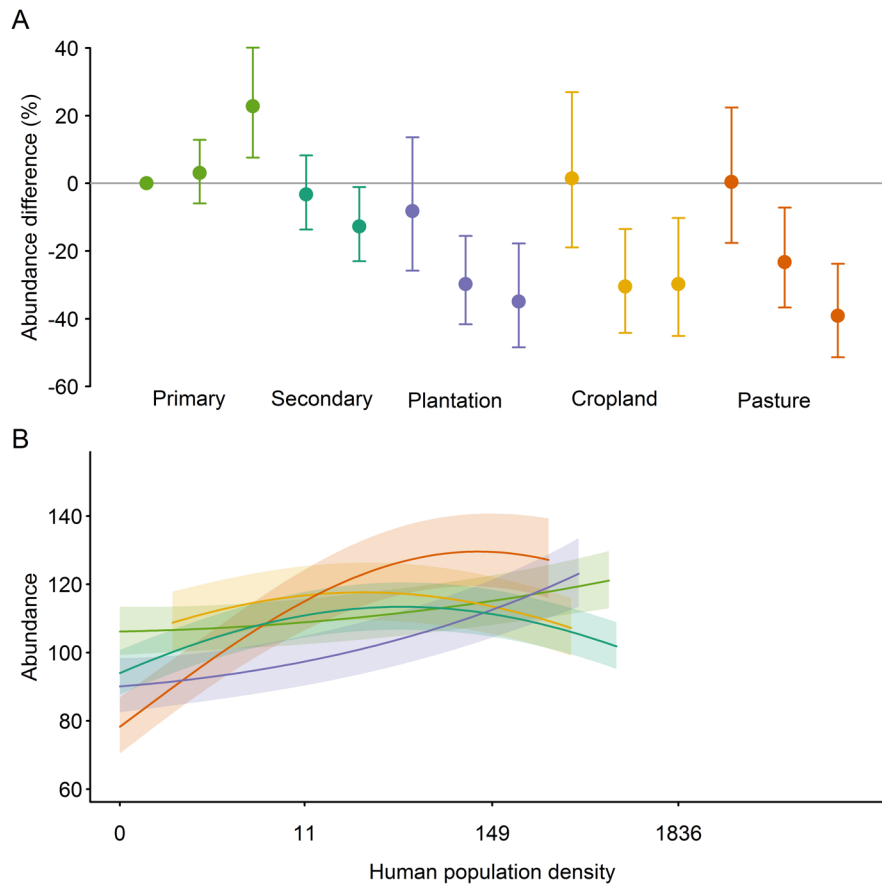 A
Abundance difference (%)
40
20
0
-20
-40
-60
Primary
Secondary
Plantation
Cropland
Pasture
B
Abundance
140
120
100
80
60
0
11
149
1836
Human population density